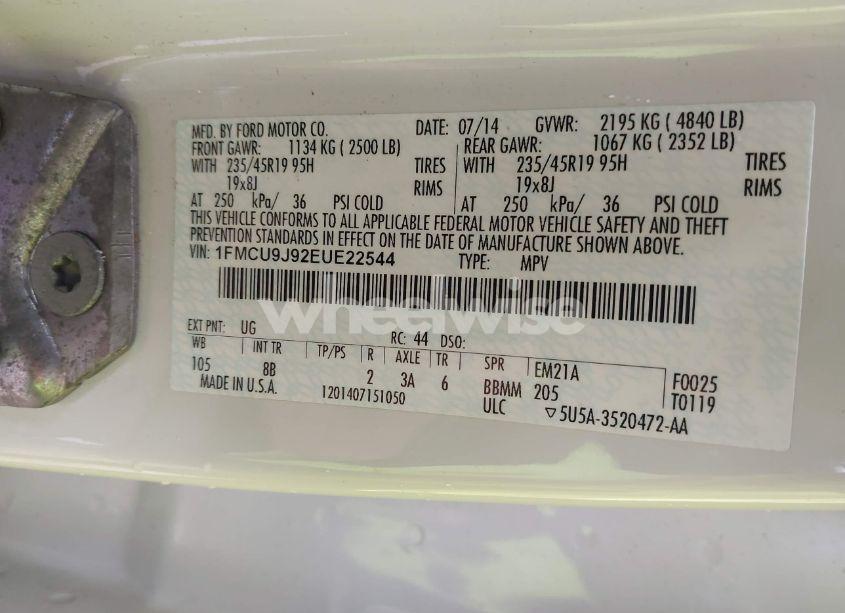 MFD. BY FORD MOTOR CO. DATE: 07/14 GVWR: 2195 KG ( 4840 LB)
FRONT GAWR: 1134 KG ( 2500 LB) REAR GAWR: 1067 KG ( 2352 LB)
WITH 235/45R19 95H TIRES WITH 235/45R19 95H TIRES
19x8J RIMS 19x8J RIMS
AT 250 kPa/ 36 PSI COLD AT 250 kPa/ 36 PSI COLD
THIS VEHICLE CONFORMS TO ALL APPLICABLE FEDERAL MOTOR VEHICLE SAFETY AND THEFT
PREVENTION STANDARDS IN EFFECT ON THE DATE OF MANUFACTURE SHOWN ABOVE.
VIN: 1FMCU9J92EUE22544 TYPE: MPV
wheelwise
EXT PNT: UG RC: 44 DSO:
WB INT TR TP/PS R AXLE TR SPR EM21A F0025
105 8B 2 3A 6 BBMM 205 T0119
MADE IN U.S.A. 1201407151050 ULC ▽5U5A-3520472-AA